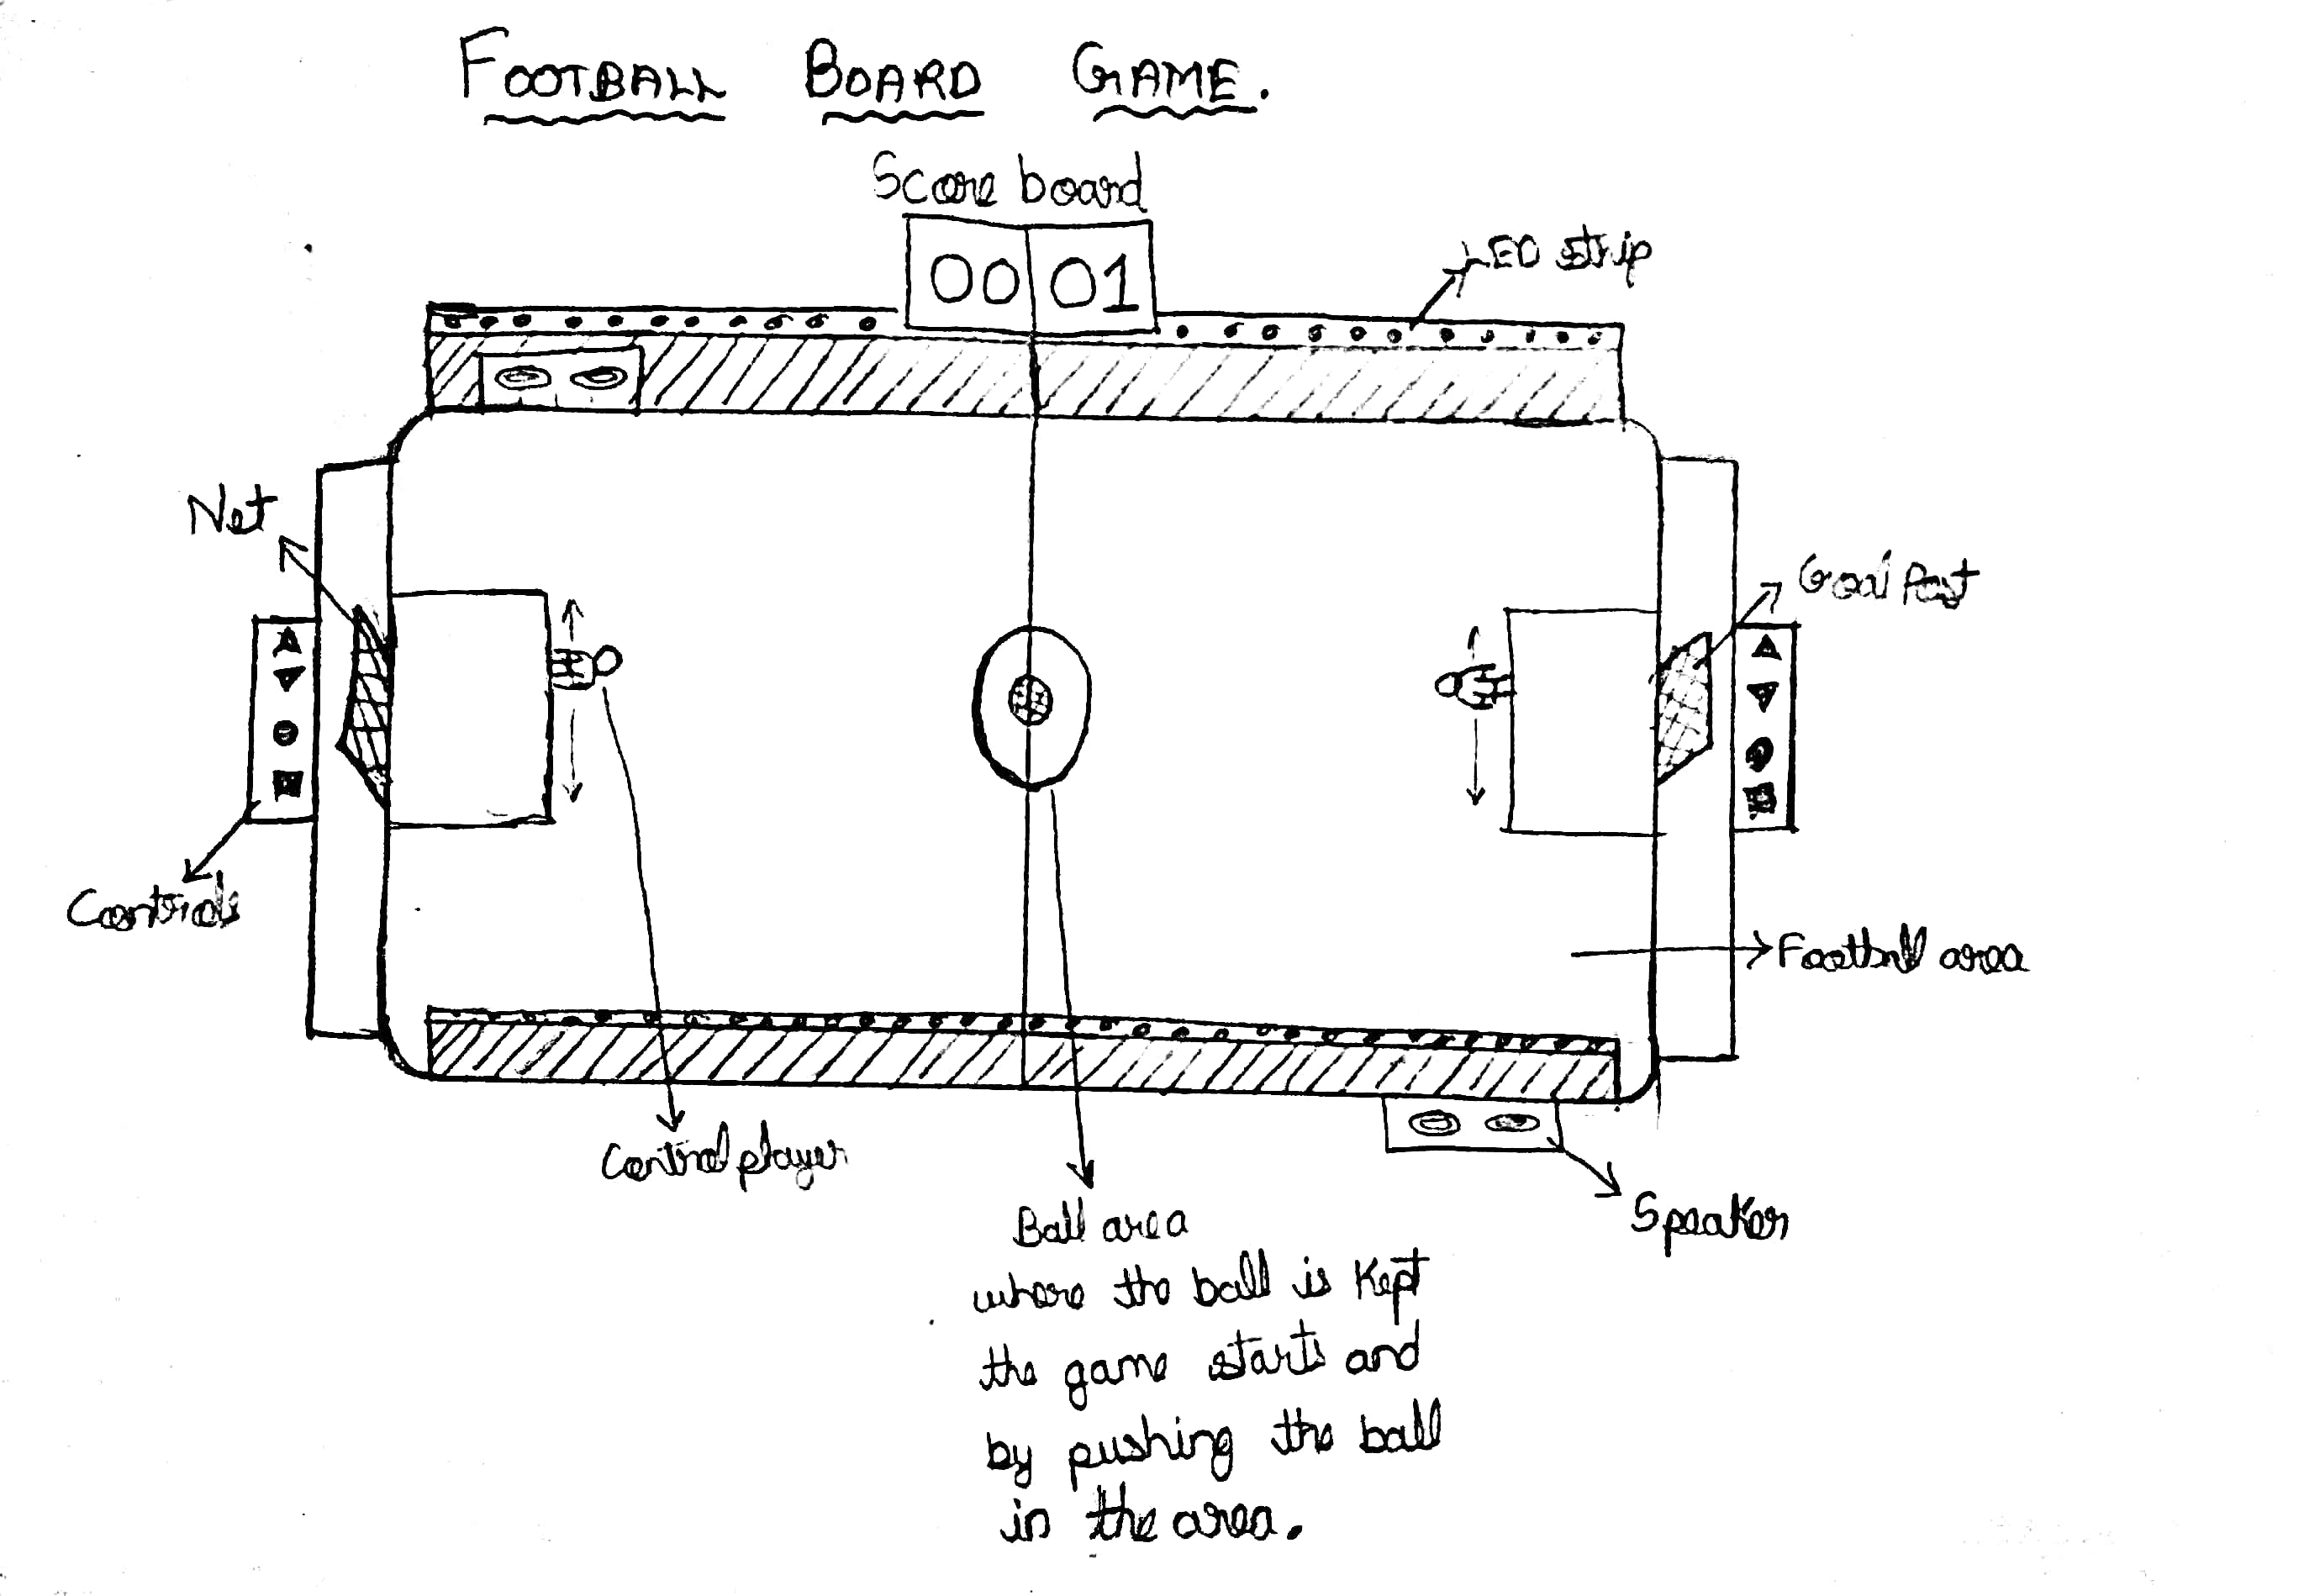 FOOTBALL BOARD GAME.
Score board
00 01
LED strip
Net
Goal Post
Controls
Football area
Control player
Speaker
Ball area
where the ball is kept
the game starts and
by pushing the ball
in the area.